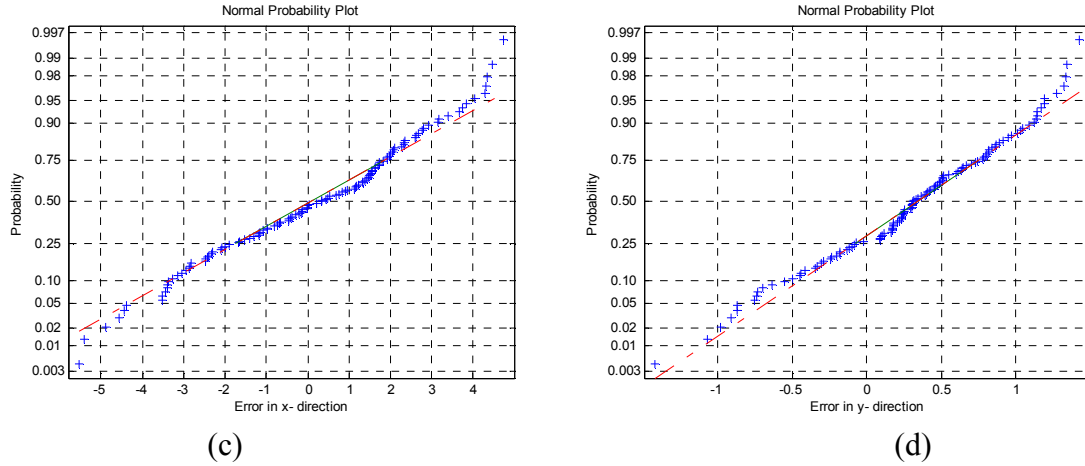 Normal Probability Plot
0.997
0.99
0.98
0.95
0.90
0.75
0.50
0.25
0.10
0.05
0.02
0.01
0.003
Probability
-5 -4 -3 -2 -1 0 1 2 3 4 5
Error in x- direction
(c)
Normal Probability Plot
0.997
0.99
0.98
0.95
0.90
0.75
0.50
0.25
0.10
0.05
0.02
0.01
0.003
Probability
-1 -0.5 0 0.5 1
Error in y- direction
(d)